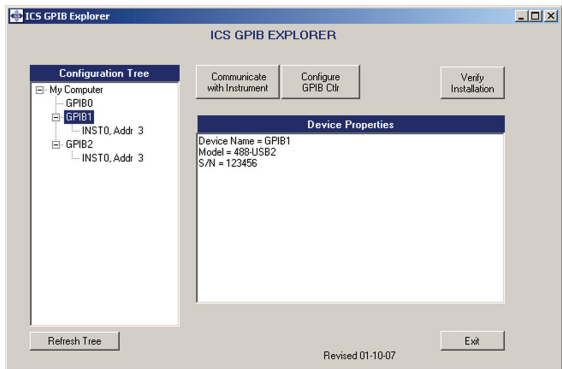 ICS GPIB Explorer
ICS GPIB EXPLORER
Configuration Tree
My Computer
GPIB0
GPIB1
INST0, Addr 3
GPIB2
INST0, Addr 3
Refresh Tree
Communicate
with Instrument
Configure
GPIB Ctlr
Verify
Installation
Device Properties
Device Name = GPIB1
Model = 488-USB2
S/N = 123456
Exit
Revised 01-10-07